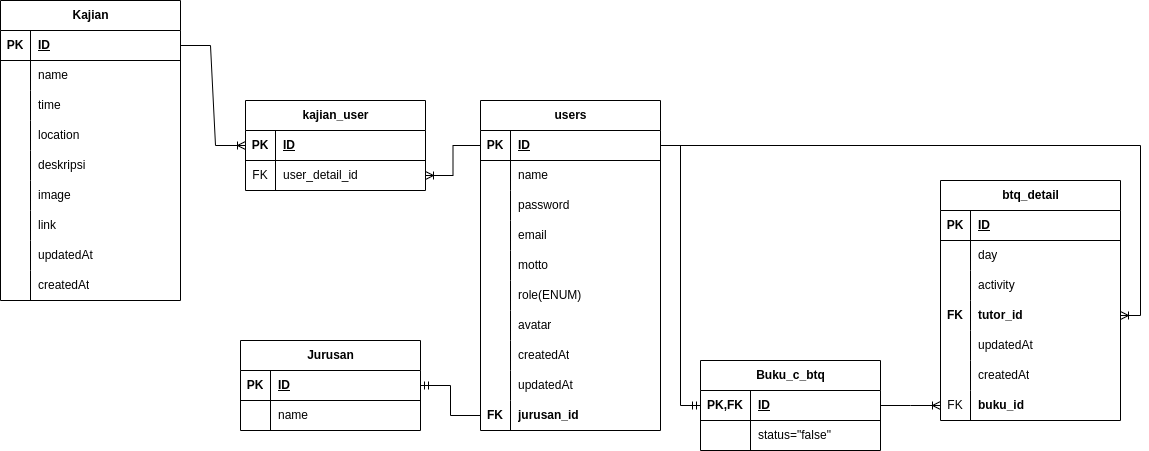 Kajian
PK ID
name
time
location
deskripsi
image
link
updatedAt
createdAt
kajian_user
PK ID
FK user_detail_id
users
PK ID
name
password
email
motto
role(ENUM)
avatar
createdAt
updatedAt
FK jurusan_id
Jurusan
PK ID
name
Buku_c_btq
PK,FK ID
status="false"
btq_detail
PK ID
day
activity
FK tutor_id
updatedAt
createdAt
FK buku_id